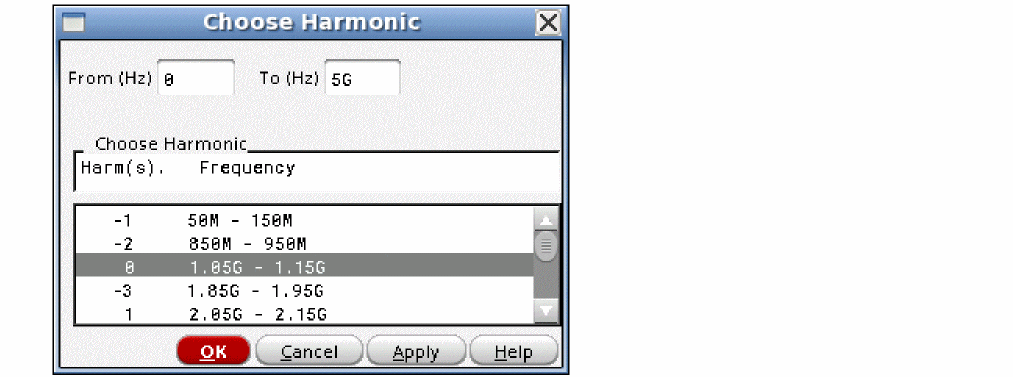 Choose Harmonic
From (Hz) 0 To (Hz) 5G
Choose Harmonic
Harm(s). Frequency
-1 50M - 150M
-2 850M - 950M
0 1.05G - 1.15G
-3 1.85G - 1.95G
1 2.05G - 2.15G
OK Cancel Apply Help